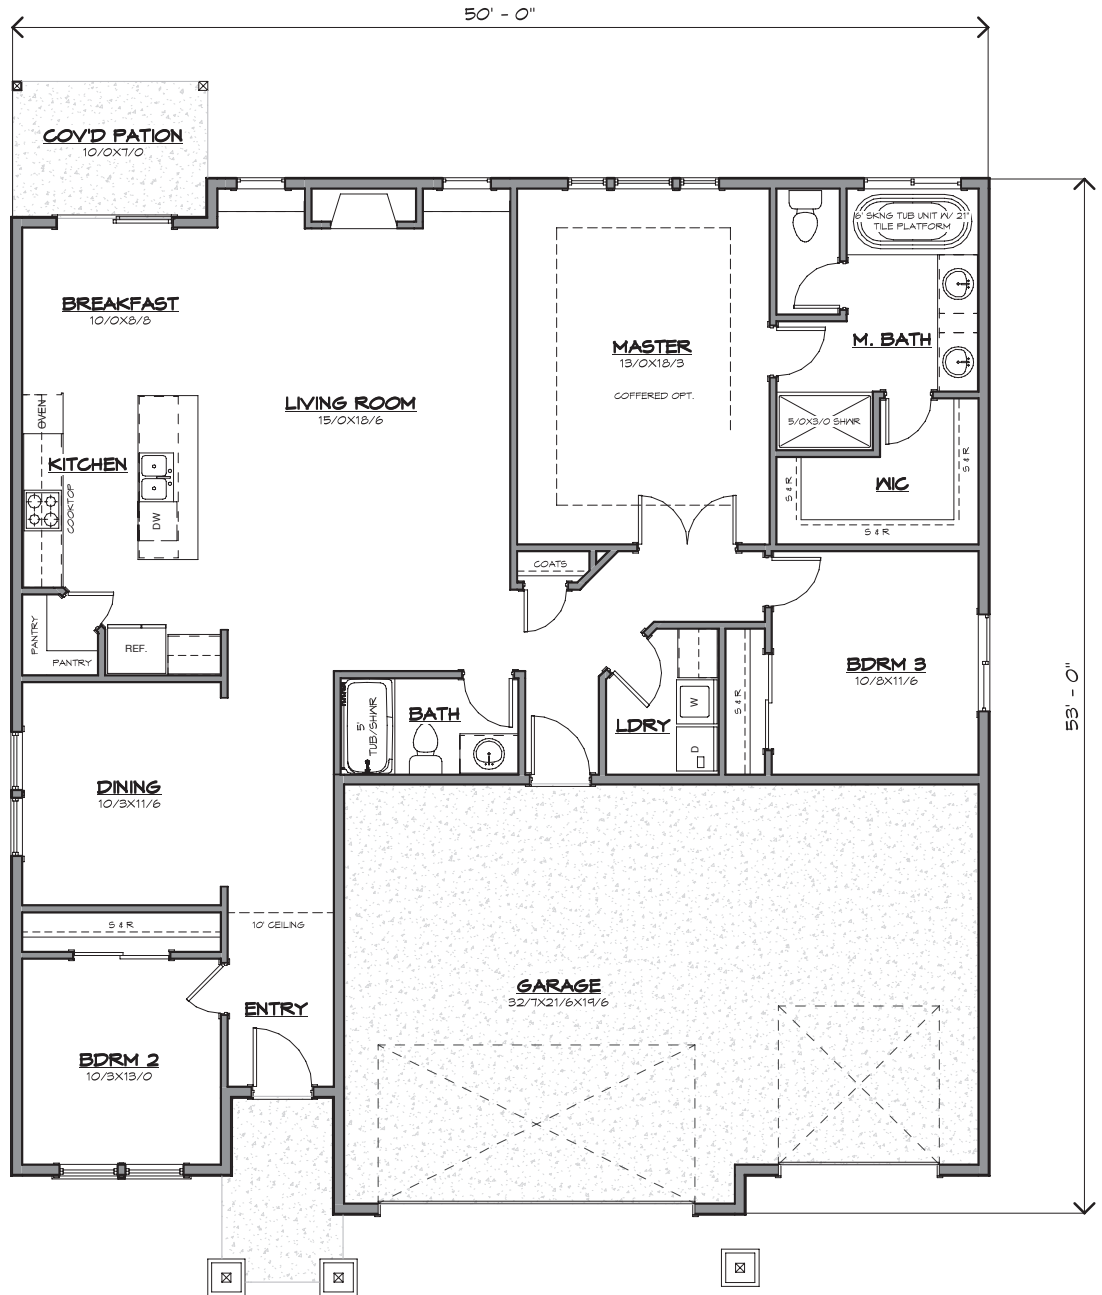 50' - 0"
COV'D PATION
10/0X7/0
6' SKNG TUB UNIT W/ 21"
TILE PLATFORM
BREAKFAST
10/0X8/8
MASTER
13/0X18/3
M. BATH
COFFERED OPT.
LIVING ROOM
15/0X18/6
OVEN
5/0X3/0 SHWR
KITCHEN
COOKTOP
DW
S & R
WIC
S & R
S & R
COATS
PANTRY
PANTRY
REF.
BDRM 3
10/8X11/6
53' - 0"
BATH
5'
TUB/SHWR
LDRY
W
D
S & R
DINING
10/3X11/6
S & R
10' CEILING
GARAGE
32/7X21/6X19/6
ENTRY
BDRM 2
10/3X13/0